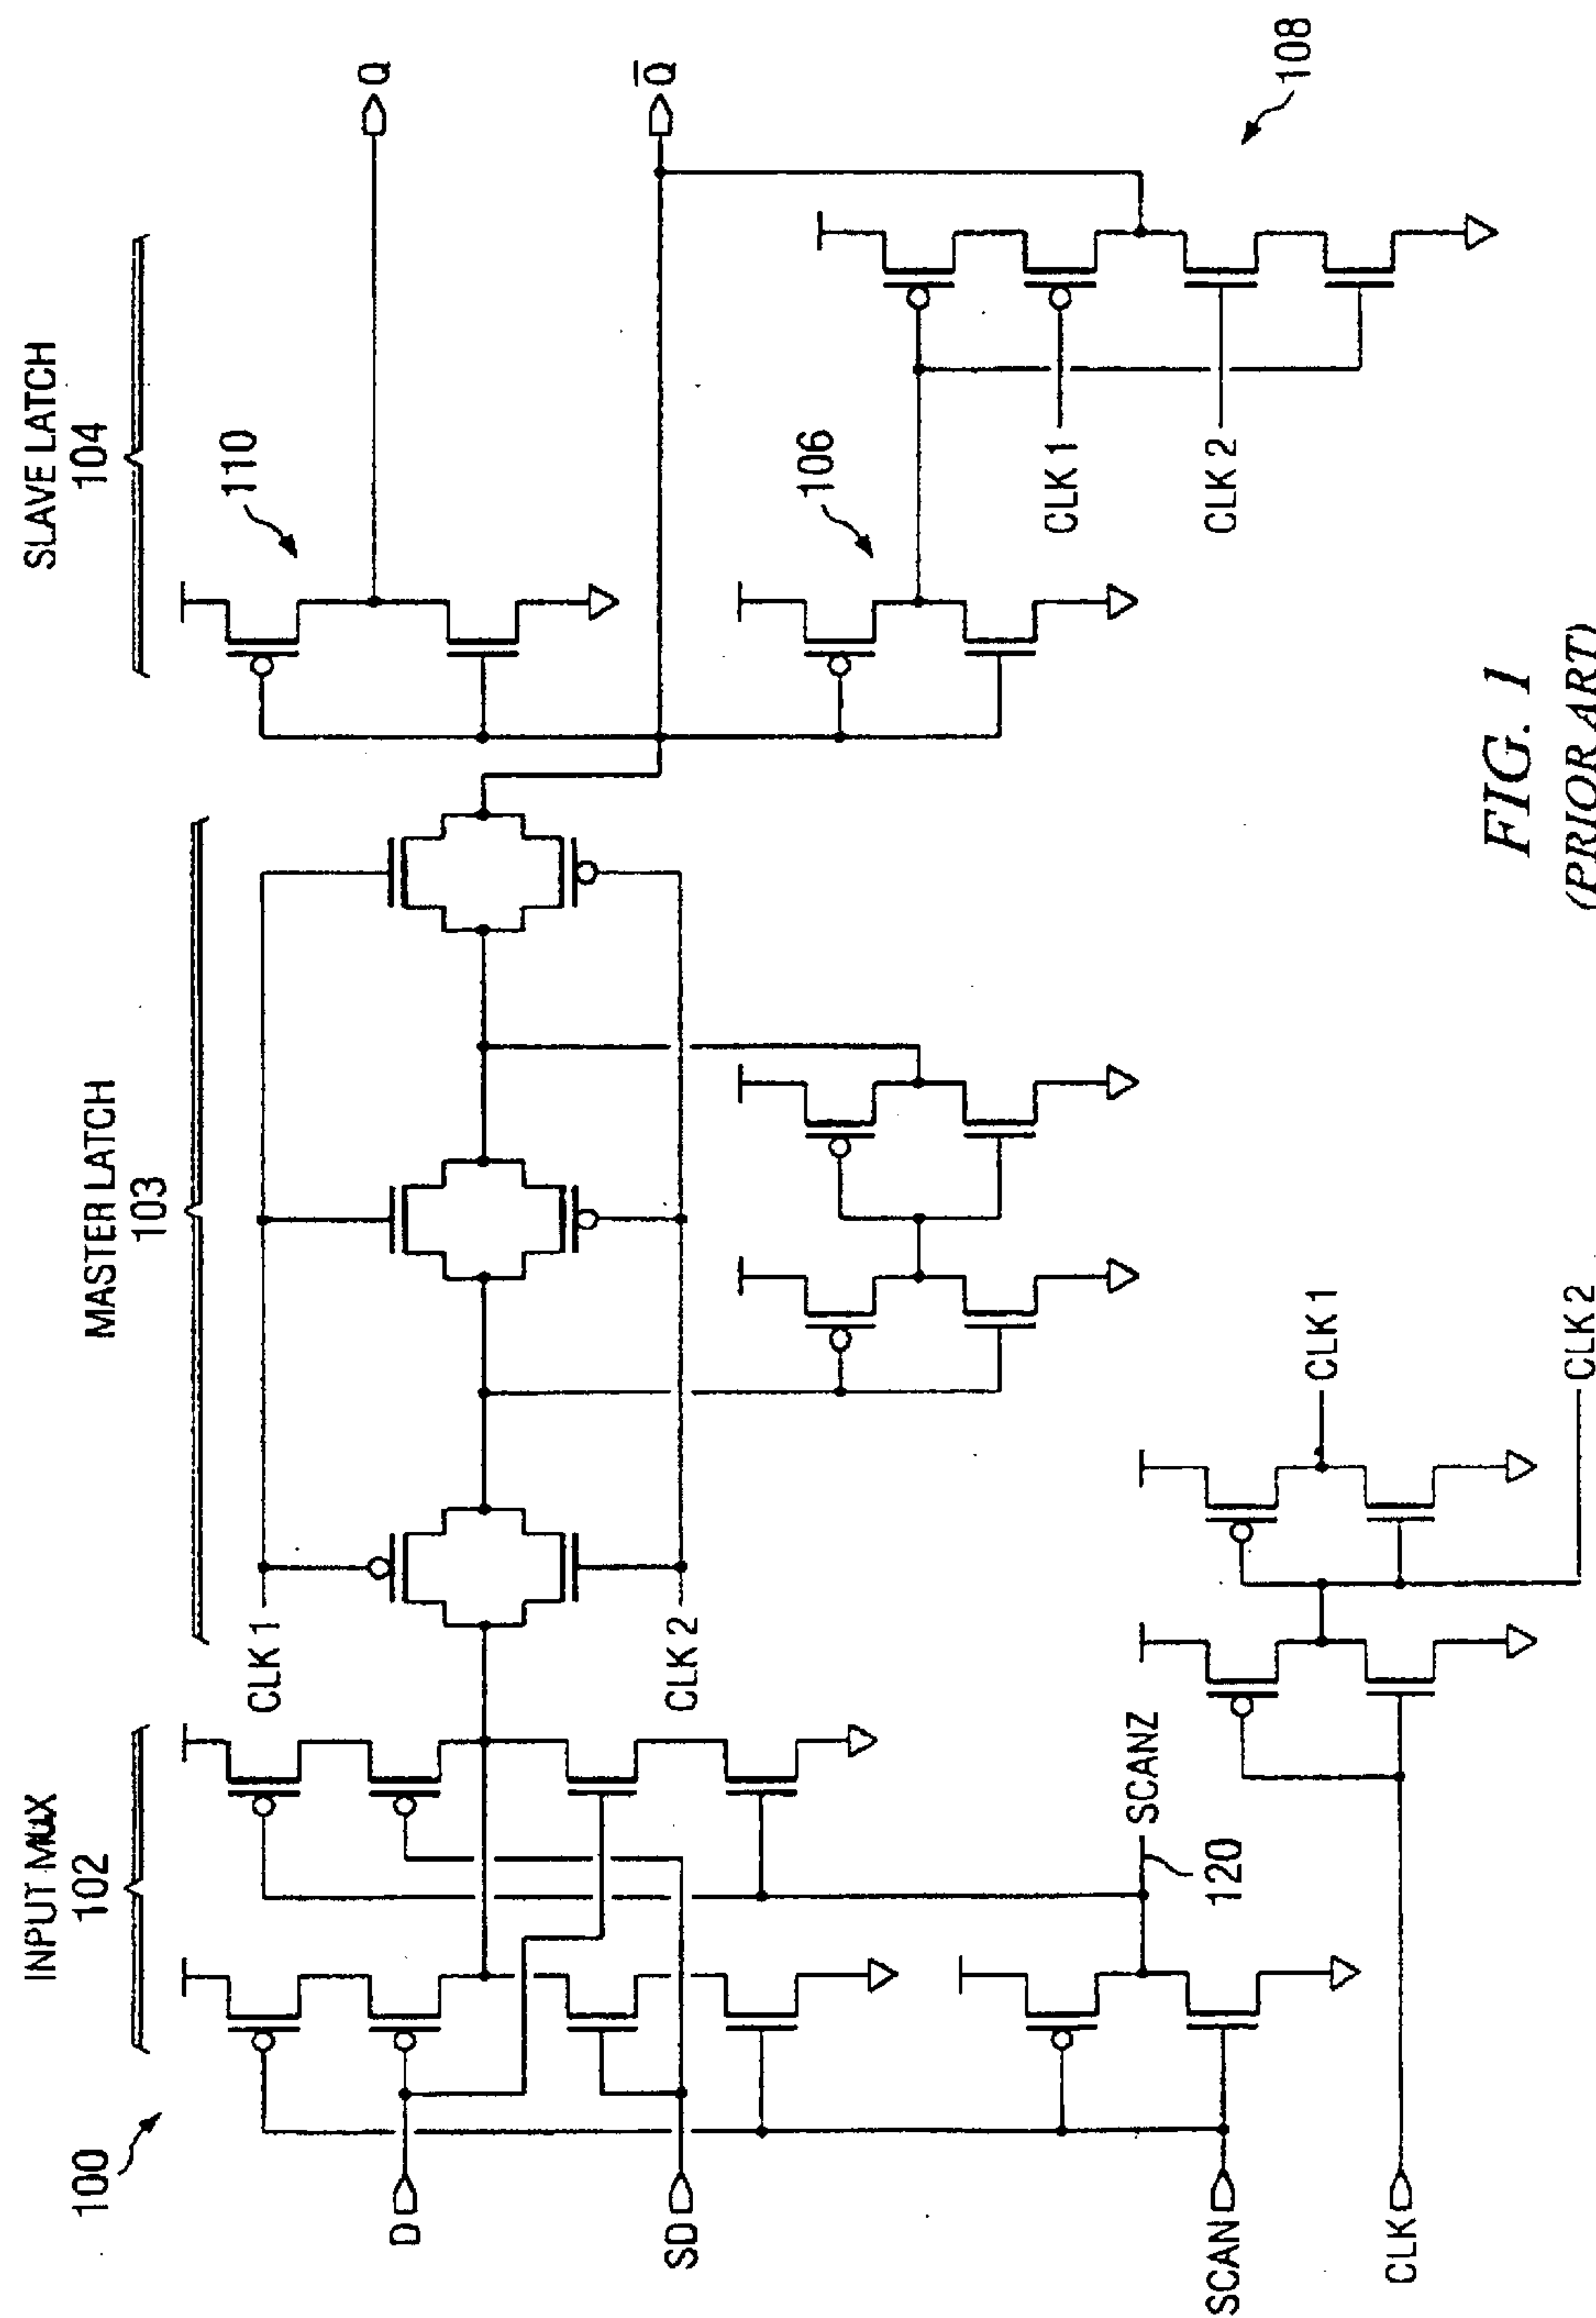 100
INPUT MUX
102
MASTER LATCH
103
SLAVE LATCH
104
CLK 1
CLK 2
D
SD
SCAN
CLK
SCANZ
120
CLK 1
CLK 2
110
106
CLK 1
CLK 2
108
Q
Q̅
FIG. 1
(PRIOR ART)